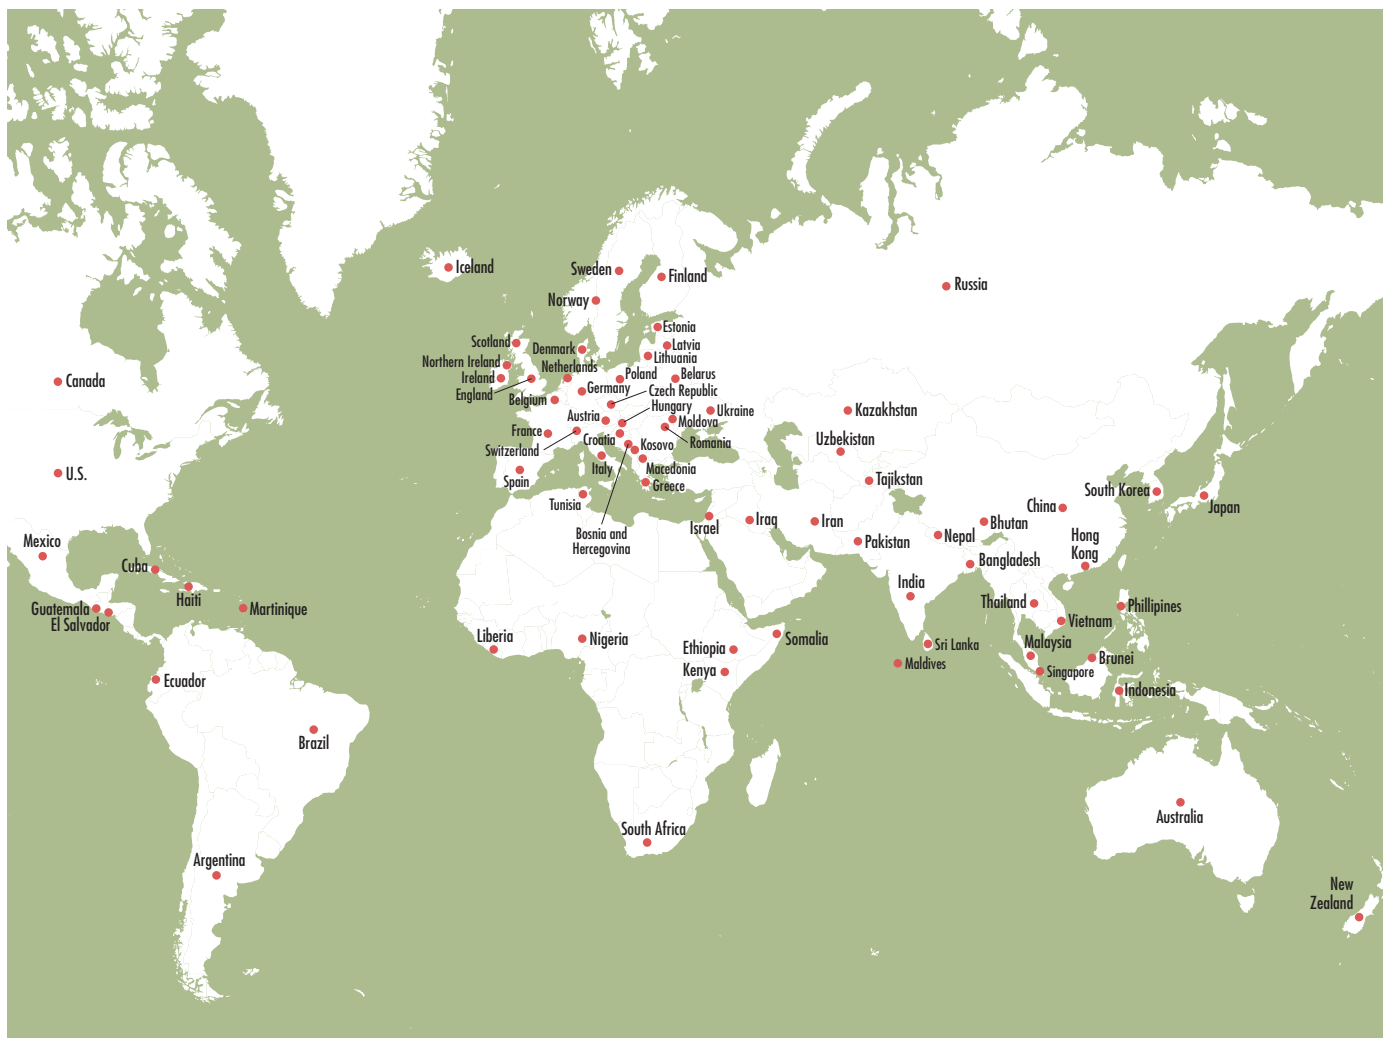 Iceland
Sweden
Finland
Norway
Russia
Estonia
Scotland
Denmark
Latvia
Lithuania
Northern Ireland
Netherlands
Ireland
Poland
Belarus
Canada
England
Germany
Czech Republic
Belgium
Hungary
Austria
Ukraine
Kazakhstan
Moldova
France
Croatia
Romania
Uzbekistan
Switzerland
Kosovo
Italy
Macedonia
U.S.
Spain
Greece
Tajikstan
South Korea
Tunisia
China
Japan
Israel
Iraq
Iran
Bhutan
Bosnia and
Hercegovina
Mexico
Pakistan
Nepal
Hong
Kong
Cuba
Bangladesh
India
Haiti
Guatemala
Martinique
Thailand
Phillipines
El Salvador
Vietnam
Liberia
Nigeria
Ethiopia
Somalia
Sri Lanka
Malaysia
Brunei
Maldives
Kenya
Singapore
Ecuador
Indonesia
Brazil
Australia
South Africa
Argentina
New
Zealand